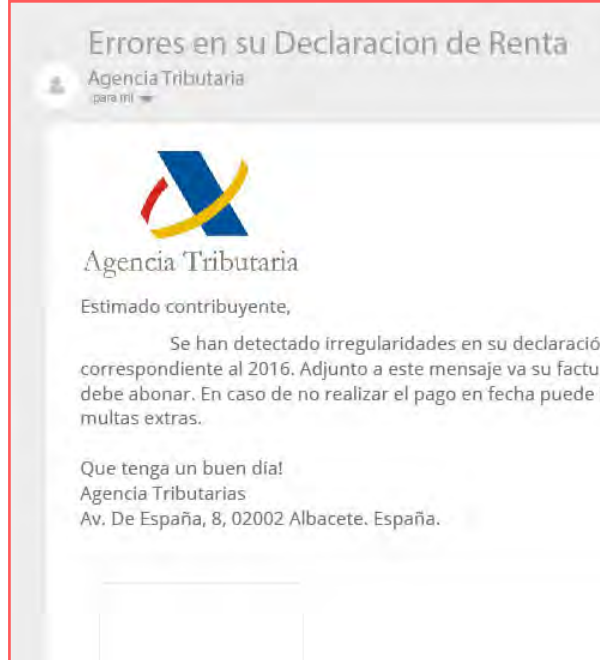 Errores en su Declaracion de Renta
Agencia Tributaria
para mi
Agencia Tributaria
Estimado contribuyente,
Se han detectado irregularidades en su declaració
correspondiente al 2016. Adjunto a este mensaje va su factu
debe abonar. En caso de no realizar el pago en fecha puede
multas extras.
Que tenga un buen día!
Agencia Tributarias
Av. De España, 8, 02002 Albacete. España.